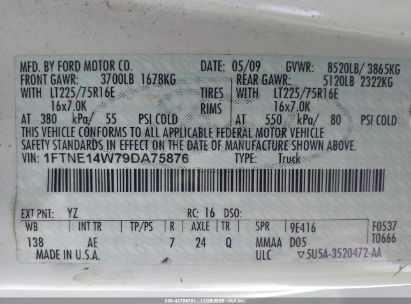 MFD. BY FORD MOTOR CO. 05/09 GVWR: 8520LB/ 3865KG
FRONT GAWR: 3700LB 1678KG REAR GAWR: 5120LB 2322KG
WITH LT225/75R16E TIRES WITH LT225/75R16E
16x7.0K RIMS 16x7.0K
AT 380 kPa/ 55 PSI COLD AT 550 kPa/ 80 PSI COLD
THIS VEHICLE CONFORMS TO ALL APPLICABLE FEDERAL MOTOR VEHICLE
SAFETY STANDARDS IN EFFECT ON THE DATE OF MANUFACTURE SHOWN ABOVE.
VIN: 1FTNE14W79DA75876 TYPE: Truck
EXT PNT: YZ RC: 16 DSO:
WB INT TR TP/PS R AXLE TR SPR 9E416 F0537
138 AE 7 24 Q MMAA D05 T0666
MADE IN U.S.A. ULC 5U5A-3520472-AA